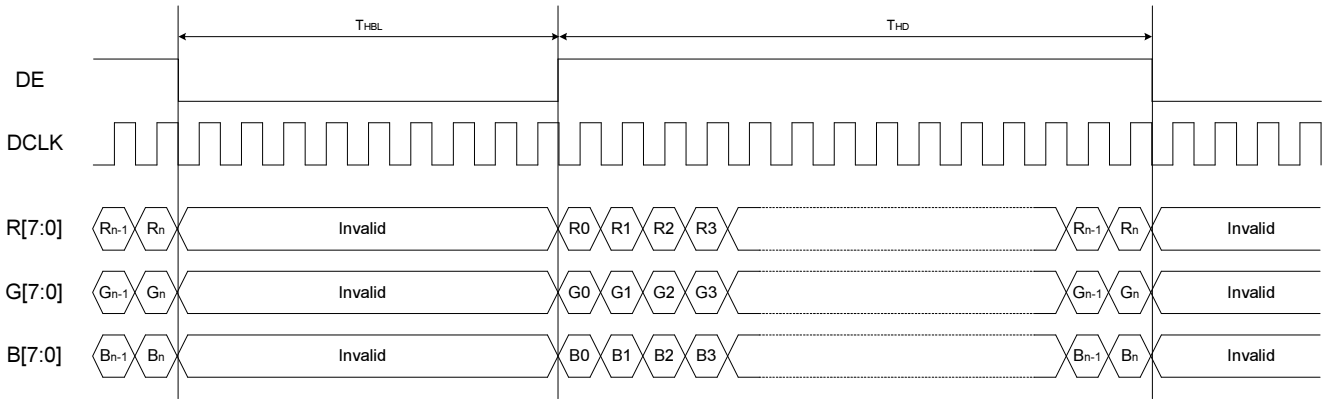 THBL THD
DE
DCLK
R[7:0] Rn-1 Rn Invalid R0 R1 R2 R3 Rn-1 Rn Invalid
G[7:0] Gn-1 Gn Invalid G0 G1 G2 G3 Gn-1 Gn Invalid
B[7:0] Bn-1 Bn Invalid B0 B1 B2 B3 Bn-1 Bn Invalid